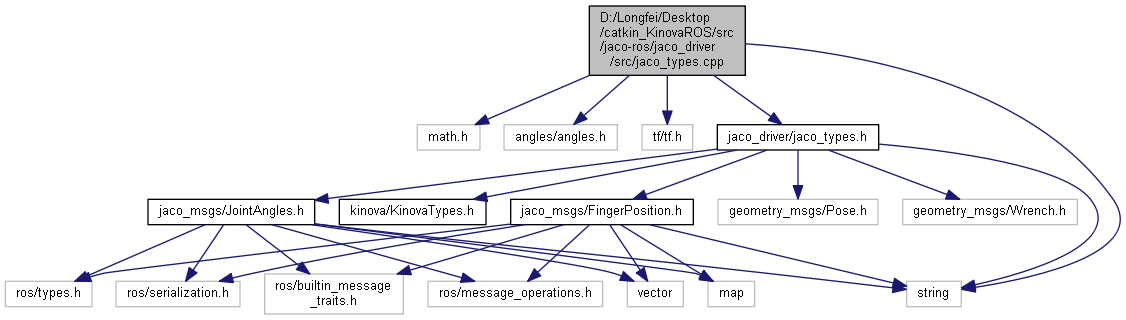 D:/Longfei/Desktop
/catkin_KinovaROS/src
/jaco-ros/jaco_driver
/src/jaco_types.cpp
math.h
angles/angles.h
tf/tf.h
jaco_driver/jaco_types.h
jaco_msgs/JointAngles.h
kinova/KinovaTypes.h
jaco_msgs/FingerPosition.h
geometry_msgs/Pose.h
geometry_msgs/Wrench.h
ros/types.h
ros/serialization.h
ros/builtin_message
_traits.h
ros/message_operations.h
vector
map
string